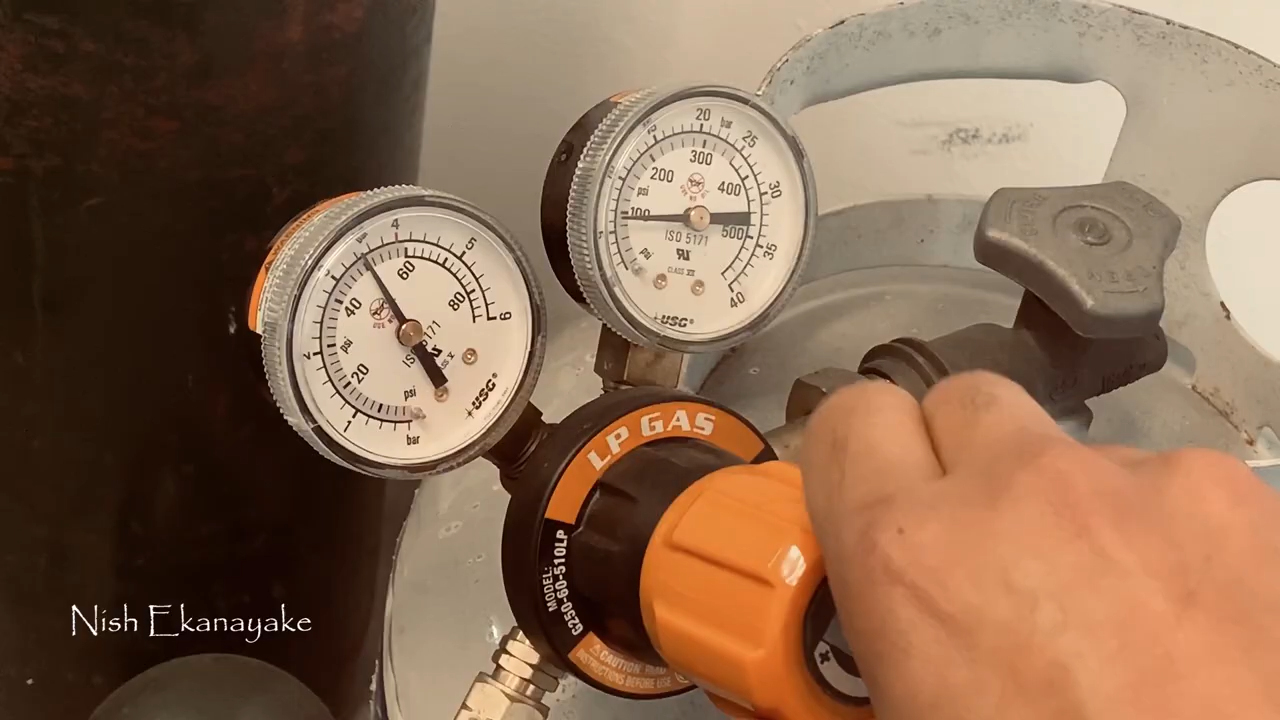 4
5
6
3
2
1
bar
60
80
40
20
psi
psi
ISO 5171
+USG®
20
bar
25
30
35
40
300
200
400
100
500
psi
psi
ISO 5171
CLASS
+USG®
LP GAS
MODEL:
G250-60-510LP
CAUTION READ
INSTRUCTIONS BEFORE USE
Nish Ekanayake